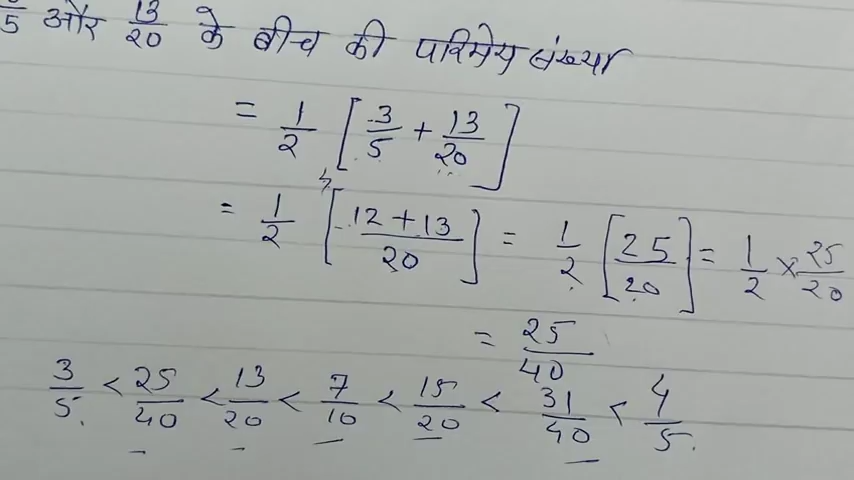 5 और 13/20 के बीच की परिमेय संख्या
= 1/2 [3/5 + 13/20]
= 1/2 [12 + 13/20] = 1/2 [25/20] = 1/2 × 25/20
= 25/40
3/5 < 25/40 < 13/20 < 7/10 < 15/20 < 31/40 < 4/5